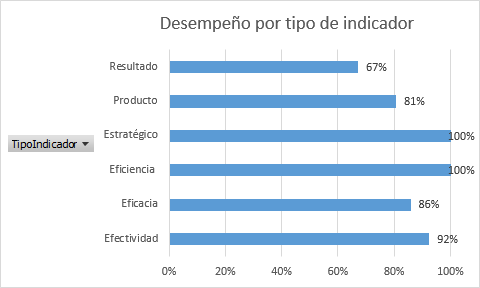 Desempeño por tipo de indicador
Resultado 67%
Producto 81%
Estratégico 100%
TipoIndicador
Eficiencia 100%
Eficacia 86%
Efectividad 92%
0% 20% 40% 60% 80% 100%